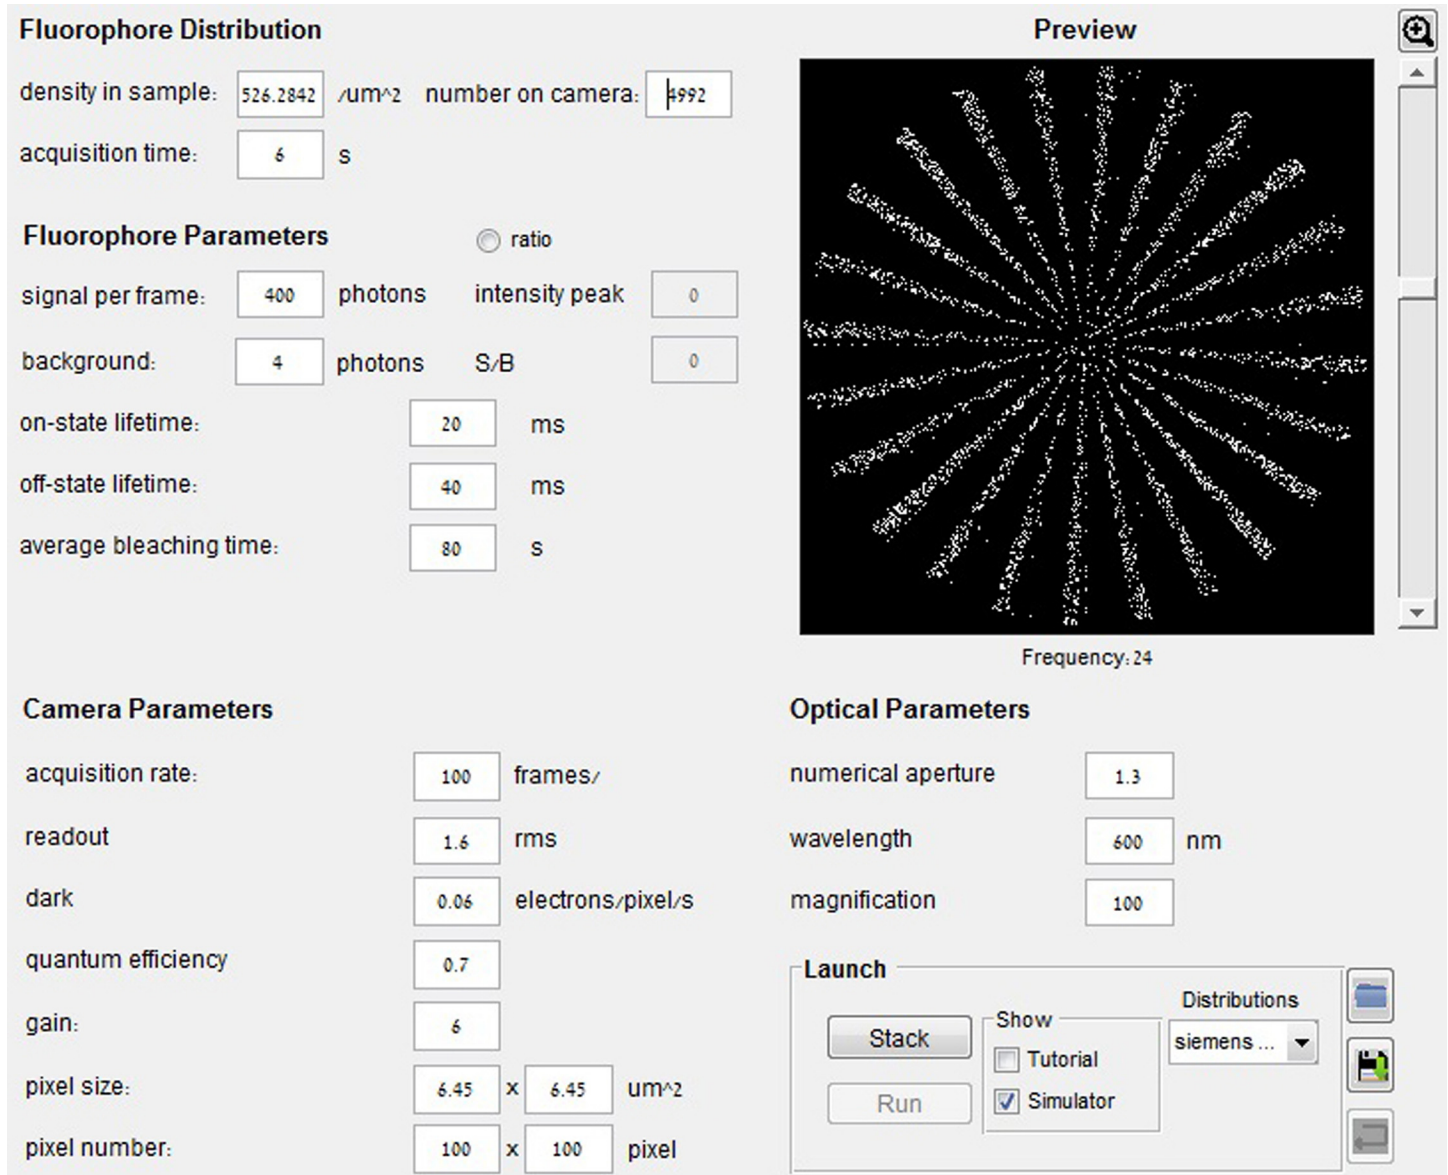 Fluorophore Distribution
density in sample: 526.2842 /um^2 number on camera: 4992
acquisition time: 6 s
Fluorophore Parameters ratio
signal per frame: 400 photons intensity peak 0
background: 4 photons S/B 0
on-state lifetime: 20 ms
off-state lifetime: 40 ms
average bleaching time: 80 s
Preview
Frequency: 24
Camera Parameters
acquisition rate: 100 frames/
readout 1.6 rms
dark 0.06 electrons/pixel/s
quantum efficiency 0.7
gain: 6
pixel size: 6.45 x 6.45 um^2
pixel number: 100 x 100 pixel
Optical Parameters
numerical aperture 1.3
wavelength 600 nm
magnification 100
Launch
Stack
Run
Show
Tutorial
Simulator
Distributions
siemens ...